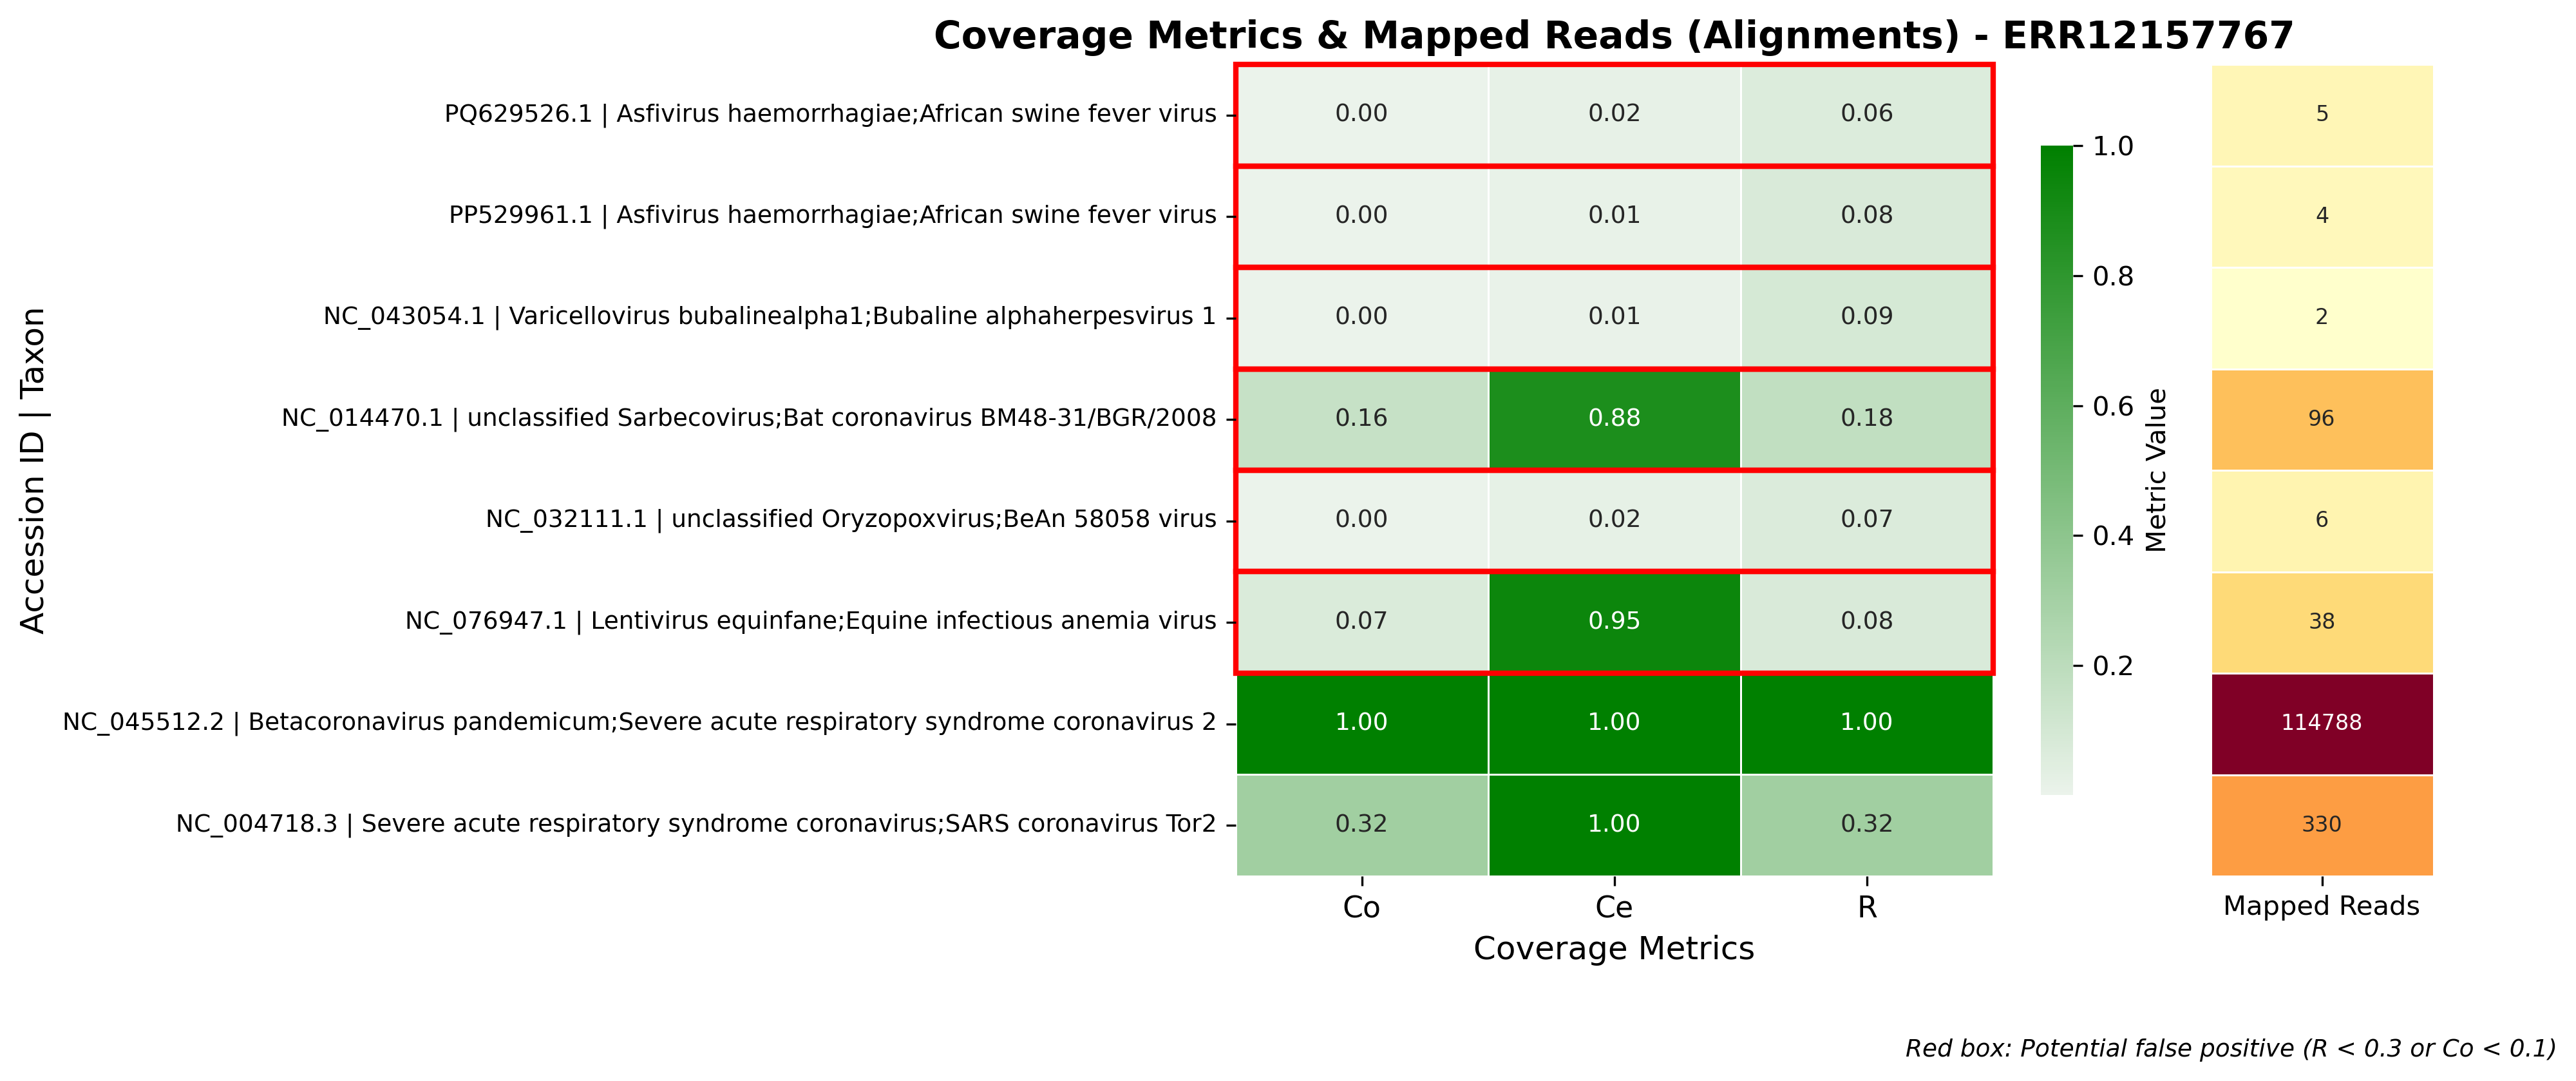 Coverage Metrics & Mapped Reads (Alignments) - ERR12157767
Accession ID | Taxon
PQ629526.1 | Asfivirus haemorrhagiae;African swine fever virus 0.00 0.02 0.06 5
PP529961.1 | Asfivirus haemorrhagiae;African swine fever virus 0.00 0.01 0.08 4
NC_043054.1 | Varicellovirus bubalinealpha1;Bubaline alphaherpesvirus 1 0.00 0.01 0.09 2
NC_014470.1 | unclassified Sarbecovirus;Bat coronavirus BM48-31/BGR/2008 0.16 0.88 0.18 96
NC_032111.1 | unclassified Oryzopoxvirus;BeAn 58058 virus 0.00 0.02 0.07 6
NC_076947.1 | Lentivirus equinfane;Equine infectious anemia virus 0.07 0.95 0.08 38
NC_045512.2 | Betacoronavirus pandemicum;Severe acute respiratory syndrome coronavirus 2 1.00 1.00 1.00 114788
NC_004718.3 | Severe acute respiratory syndrome coronavirus;SARS coronavirus Tor2 0.32 1.00 0.32 330
Co Ce R
Coverage Metrics
1.0
0.8
0.6
0.4
0.2
Metric Value
Mapped Reads
Red box: Potential false positive (R < 0.3 or Co < 0.1)